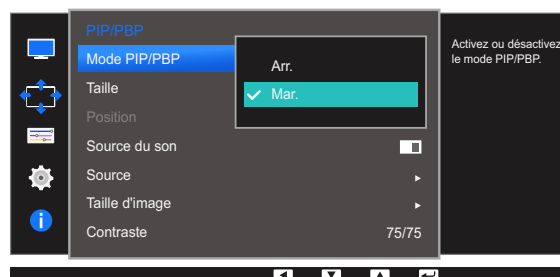 PIP/PBP
Mode PIP/PBP
Arr.
Mar.
Taille
Position
Source du son
Source
Taille d'image
Contraste 75/75
Activez ou désactivez
le mode PIP/PBP.